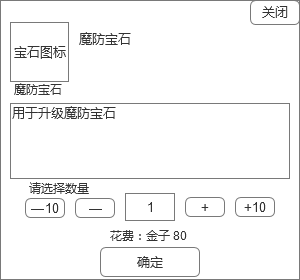 关闭
宝石图标
魔防宝石
魔防宝石
用于升级魔防宝石
请选择数量
—10 — 1 + +10
花费：金子 80
确定